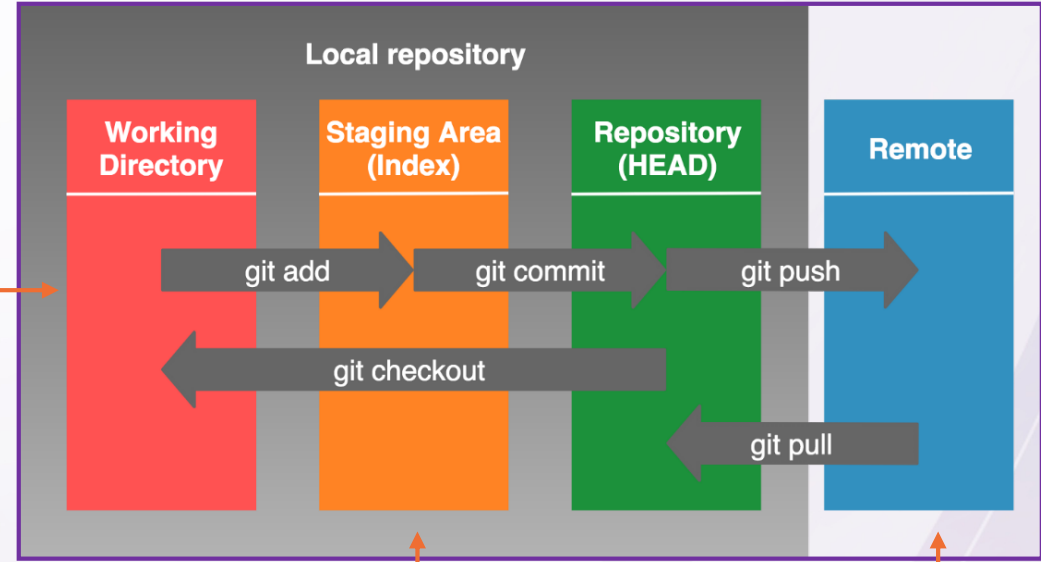 Local repository
Working
Directory
Staging Area
(Index)
Repository
(HEAD)
Remote
git add
git commit
git push
git checkout
git pull